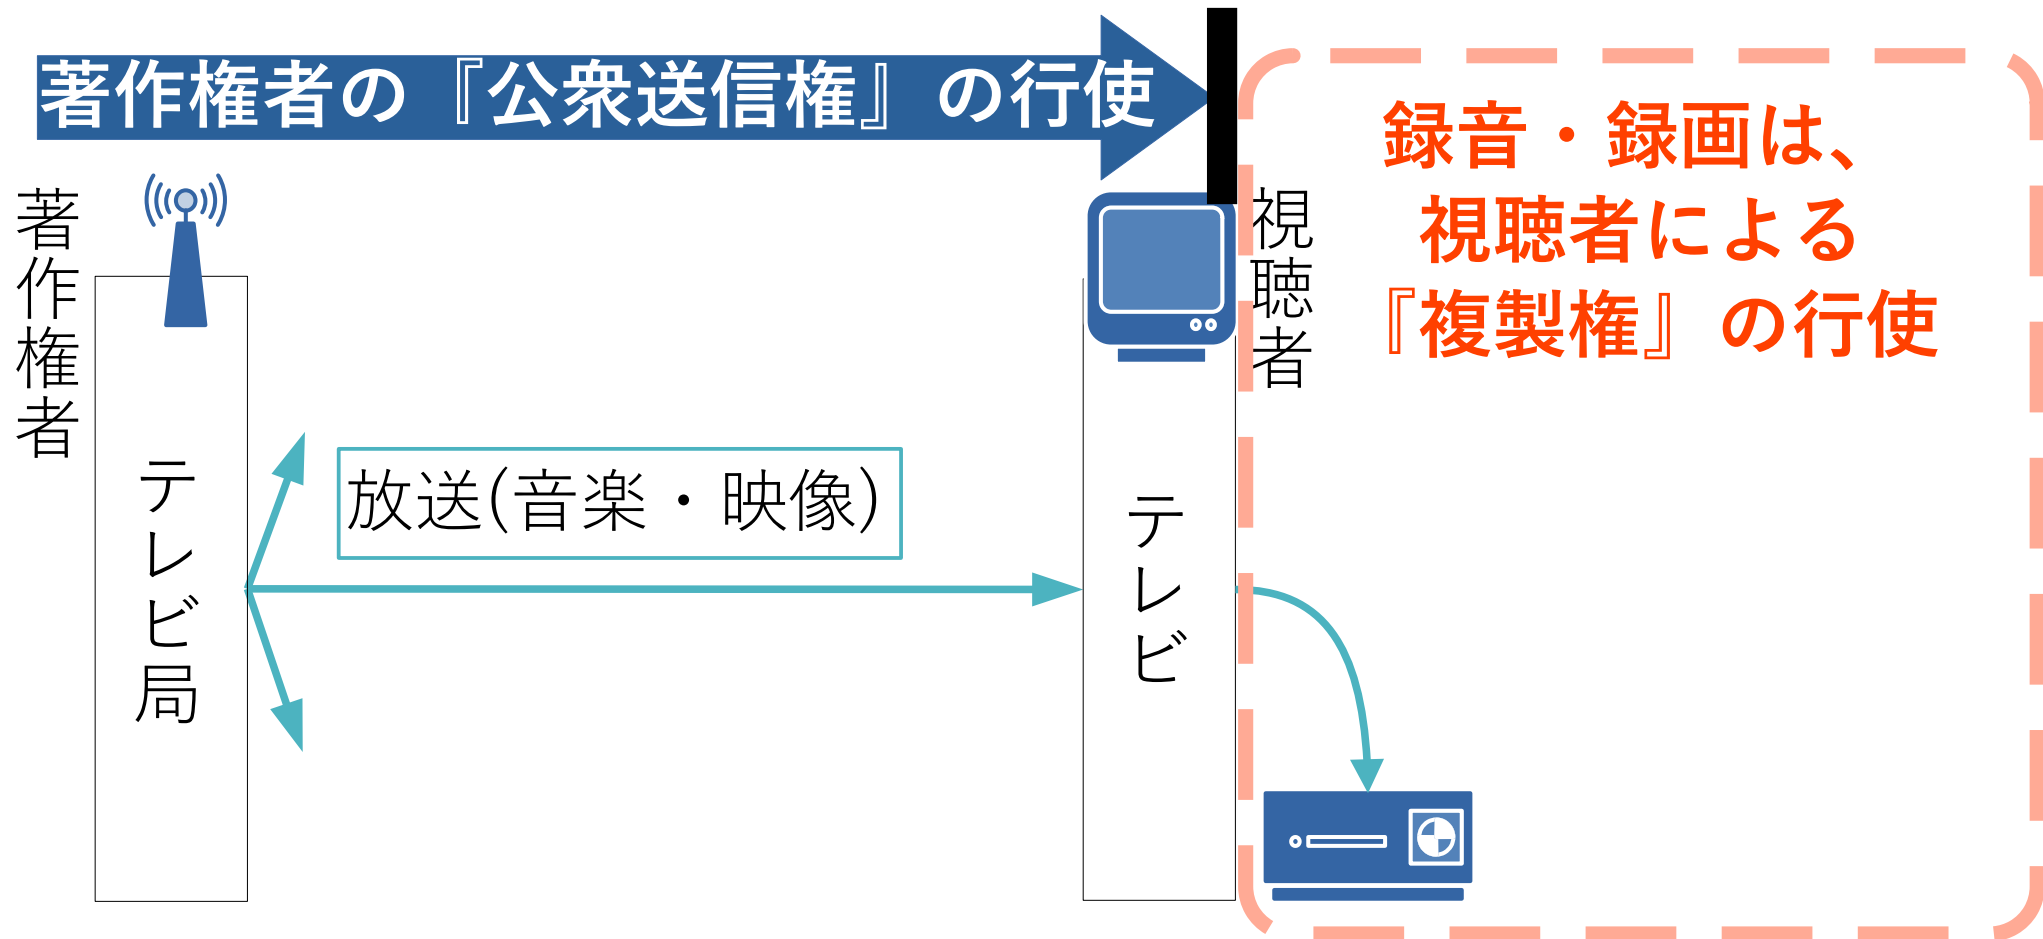 著作権者の『公衆送信権』の行使
録音・録画は、
視聴者による
『複製権』の行使
著作権者
視聴者
テレビ局
放送(音楽・映像)
テレビ